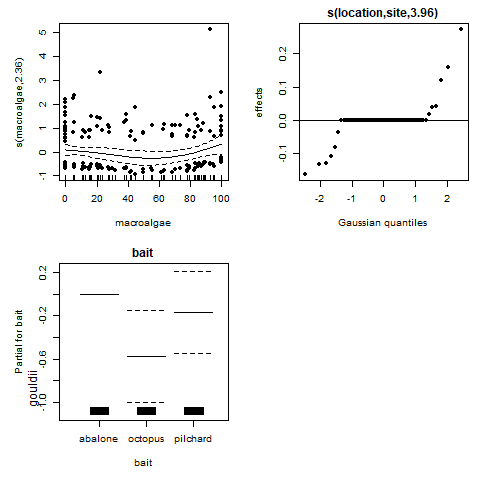 s(macroalgae,2.36)
5
4
3
2
1
0
-1
0
20
40
60
80
100
macroalgae
s(location,site,3.96)
effects
0.2
0.1
0.0
-0.1
-2
-1
0
1
2
Gaussian quantiles
bait
Partial for bait
gouldii
0.2
-0.2
-0.6
-1.0
abalone octopus pilchard
bait